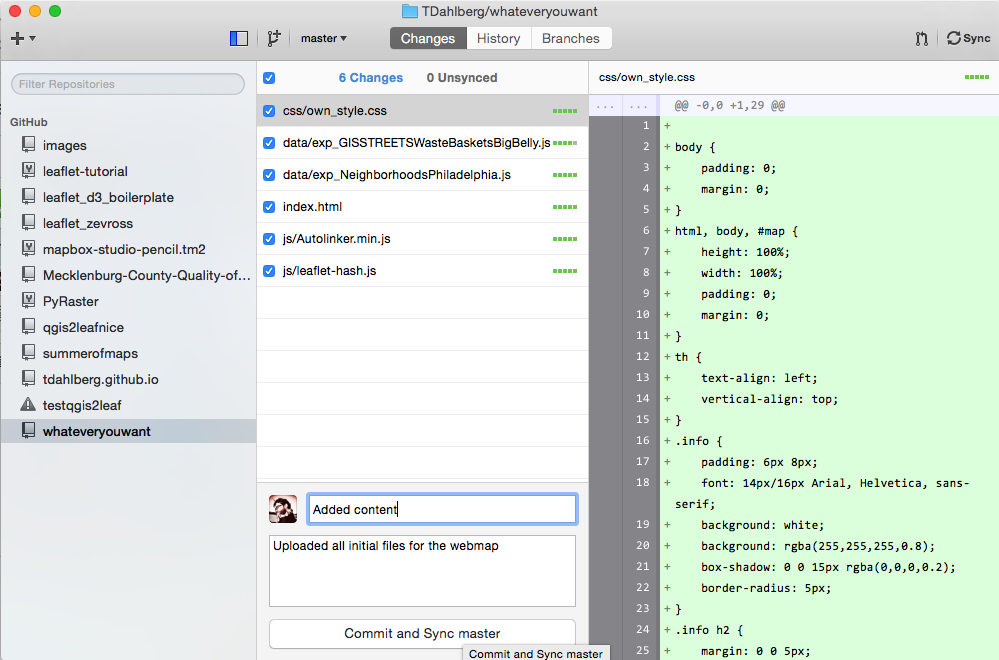 TDahlberg/whateveryouwant
master
Changes
History
Branches
Sync
Filter Repositories
GitHub
images
leaflet-tutorial
leaflet_d3_boilerplate
leaflet_zevross
mapbox-studio-pencil.tm2
Mecklenburg-County-Quality-of...
PyRaster
qgis2leafnice
summerofmaps
tdahlberg.github.io
testqgis2leaf
whateveryouwant
6 Changes
0 Unsynced
css/own_style.css
data/exp_GISSTREETSWasteBasketsBigBelly.js
data/exp_NeighborhoodsPhiladelphia.js
index.html
js/Autolinker.min.js
js/leaflet-hash.js
Added content
Uploaded all initial files for the webmap
Commit and Sync master
Commit and Sync master
css/own_style.css
... ... @@ -0,0 +1,29 @@
1 +
2 +body {
3 +    padding: 0;
4 +    margin: 0;
5 +}
6 +html, body, #map {
7 +    height: 100%;
8 +    width: 100%;
9 +    padding: 0;
10 +    margin: 0;
11 +}
12 +th {
13 +    text-align: left;
14 +    vertical-align: top;
15 +}
16 +.info {
17 +    padding: 6px 8px;
18 +    font: 14px/16px Arial, Helvetica, sans-
serif;
19 +    background: white;
20 +    background: rgba(255,255,255,0.8);
21 +    box-shadow: 0 0 15px rgba(0,0,0,0.2);
22 +    border-radius: 5px;
23 +}
24 +.info h2 {
25 +    margin: 0 0 5px;